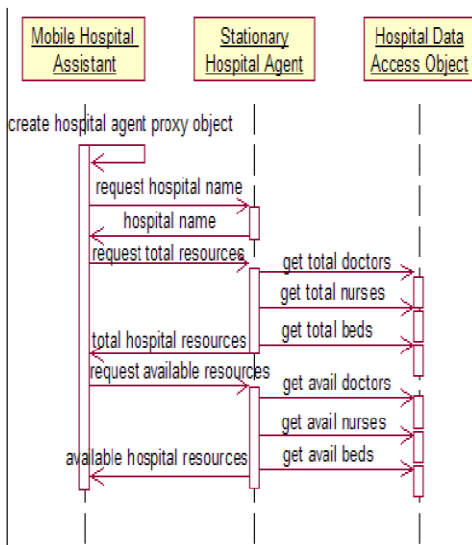 Mobile Hospital
Assistant
Stationary
Hospital Agent
Hospital Data
Access Object
create hospital agent proxy object
request hospital name
hospital name
request total resources
get total doctors
get total nurses
get total beds
total hospital resources
request available resources
get avail doctors
get avail nurses
get avail beds
available hospital resources